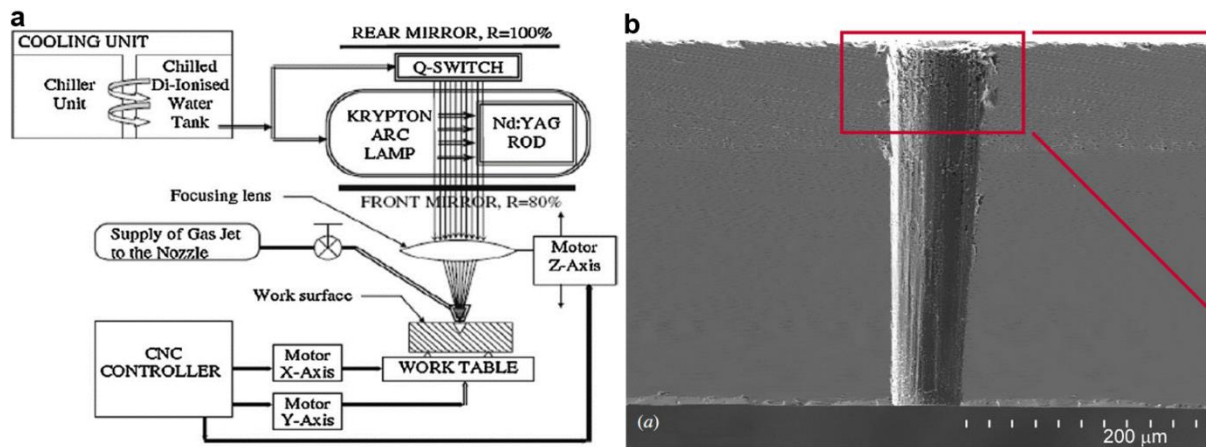 a
COOLING UNIT
Chiller
Unit
Chilled
Di-Ionised
Water
Tank
REAR MIRROR, R=100%
Q-SWITCH
KRYPTON
ARC
LAMP
Nd:YAG
ROD
FRONT MIRROR, R=80%
Focusing lens
Supply of Gas Jet
to the Nozzle
Motor
Z-Axis
Work surface
CNC
CONTROLLER
Motor
X-Axis
WORK TABLE
Motor
Y-Axis
b
(a)
200 μm